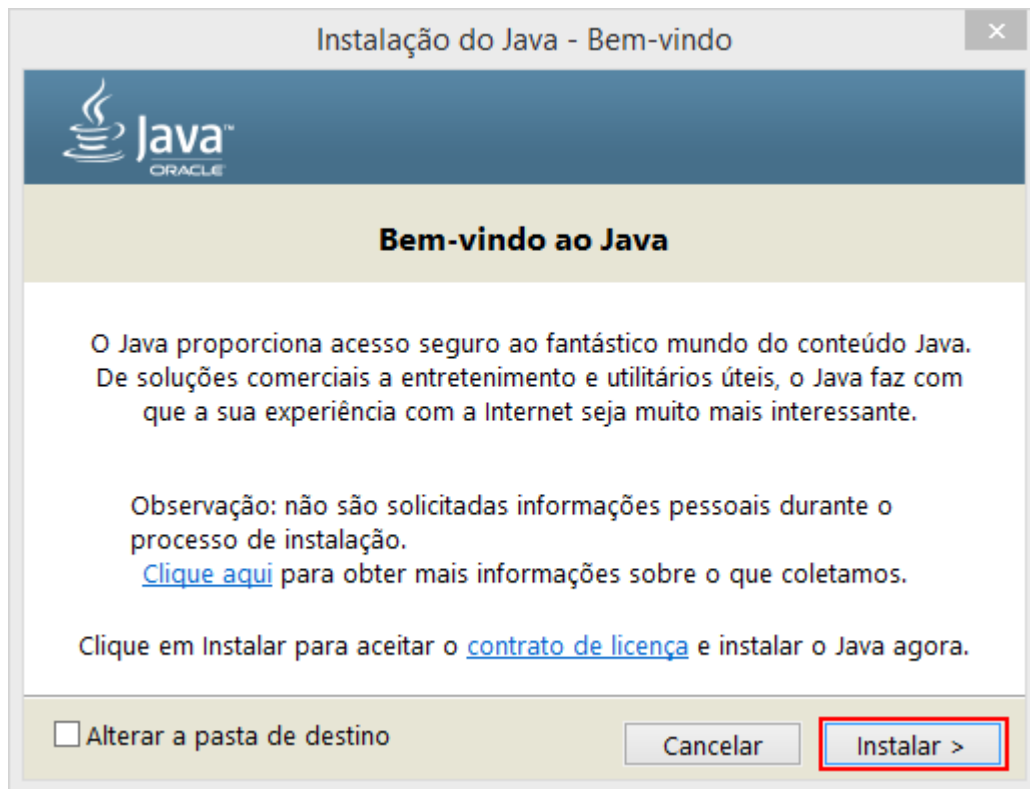 Instalação do Java - Bem-vindo
×
Java™
ORACLE
Bem-vindo ao Java
O Java proporciona acesso seguro ao fantástico mundo do conteúdo Java.
De soluções comerciais a entretenimento e utilitários úteis, o Java faz com
que a sua experiência com a Internet seja muito mais interessante.
Observação: não são solicitadas informações pessoais durante o
processo de instalação.
Clique aqui para obter mais informações sobre o que coletamos.
Clique em Instalar para aceitar o contrato de licença e instalar o Java agora.
Alterar a pasta de destino
Cancelar
Instalar >